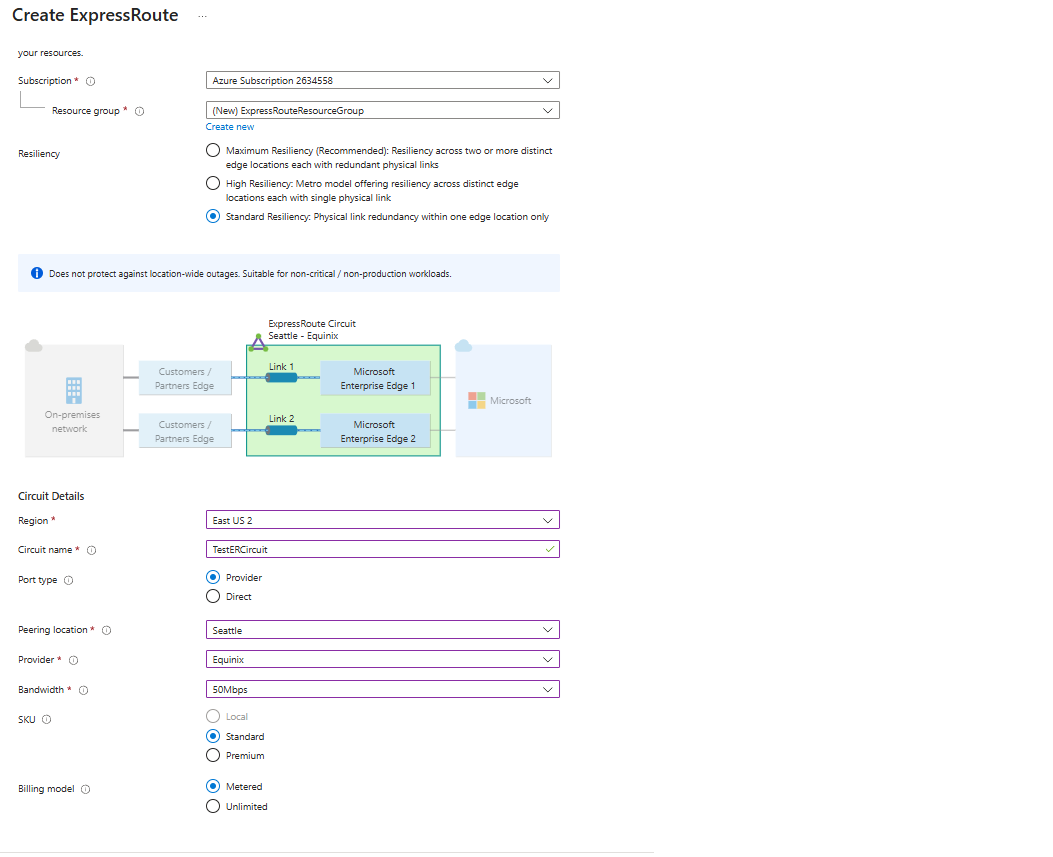 Create ExpressRoute ...
your resources.
Subscription *
Azure Subscription 2634558
Resource group *
(New) ExpressRouteResourceGroup
Create new
Resiliency
Maximum Resiliency (Recommended): Resiliency across two or more distinct
edge locations each with redundant physical links
High Resiliency: Metro model offering resiliency across distinct edge
locations each with single physical link
Standard Resiliency: Physical link redundancy within one edge location only
Does not protect against location-wide outages. Suitable for non-critical / non-production workloads.
ExpressRoute Circuit
Seattle - Equinix
On-premises
network
Customers /
Partners Edge
Link 1
Microsoft
Enterprise Edge 1
Customers /
Partners Edge
Link 2
Microsoft
Enterprise Edge 2
Microsoft
Circuit Details
Region *
East US 2
Circuit name *
TestERCircuit
Port type
Provider
Direct
Peering location *
Seattle
Provider *
Equinix
Bandwidth *
50Mbps
SKU
Local
Standard
Premium
Billing model
Metered
Unlimited